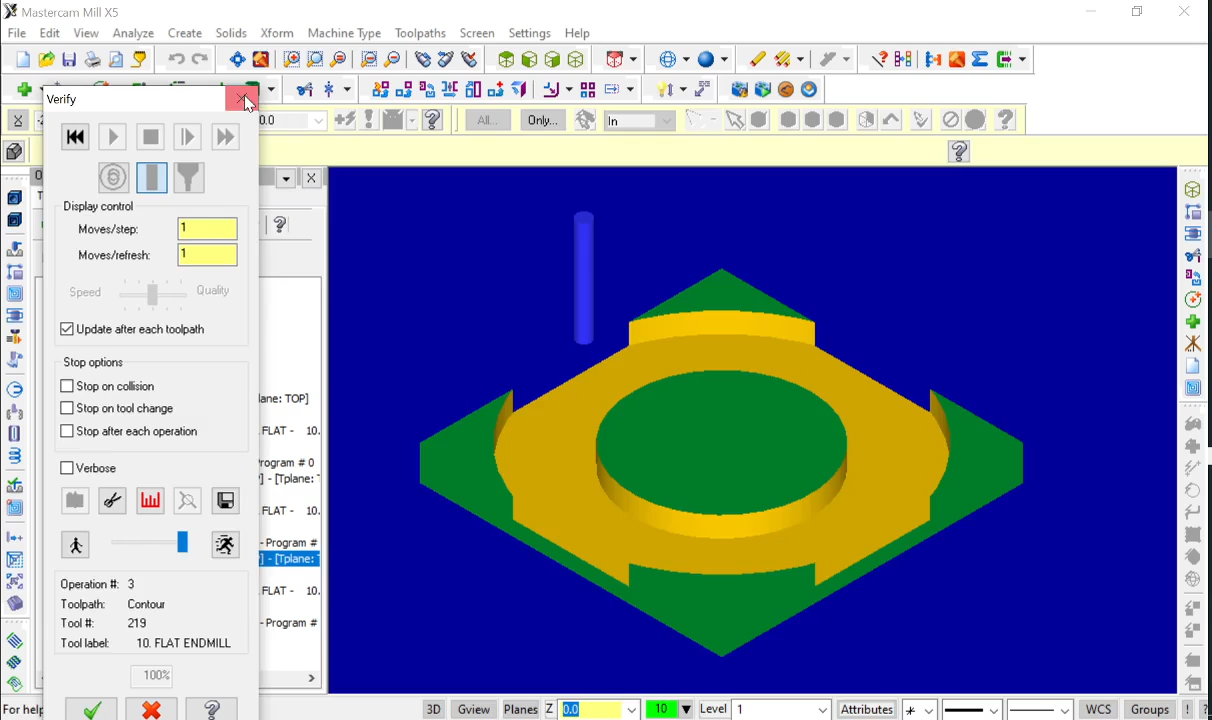 Mastercam Mill X5
File Edit View Analyze Create Solids Xform Machine Type Toolpaths Screen Settings Help
Verify
0.0
All...
Only...
In
Display control
Moves/step: 1
Moves/refresh: 1
Speed Quality
Update after each toolpath
Stop options
Stop on collision
Stop on tool change
Stop after each operation
Verbose
Operation #: 3
Toolpath: Contour
Tool #: 219
Tool label: 10. FLAT ENDMILL
100%
lane: TOP]
FLAT - 10.
rogram # 0
] - [Tplane:
FLAT - 10.
- Program #
] - [Tplane:
FLAT - 10.
- Program #
For help
3D Gview Planes Z 0.0 10 Level 1 Attributes WCS Groups ! ?